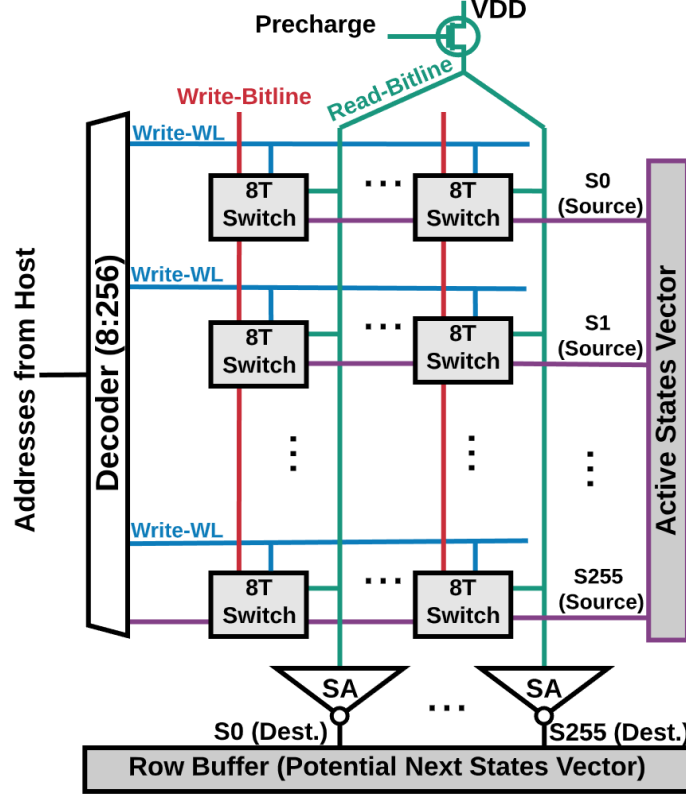 VDD
Precharge
Read-Bitline
Write-Bitline
Write-WL
8T
Switch
...
8T
Switch
S0
(Source)
Write-WL
8T
Switch
...
8T
Switch
S1
(Source)
Addresses from Host
Decoder (8:256)
Active States Vector
...
...
...
Write-WL
8T
Switch
...
8T
Switch
S255
(Source)
SA
...
SA
S0 (Dest.)
S255 (Dest.)
Row Buffer (Potential Next States Vector)